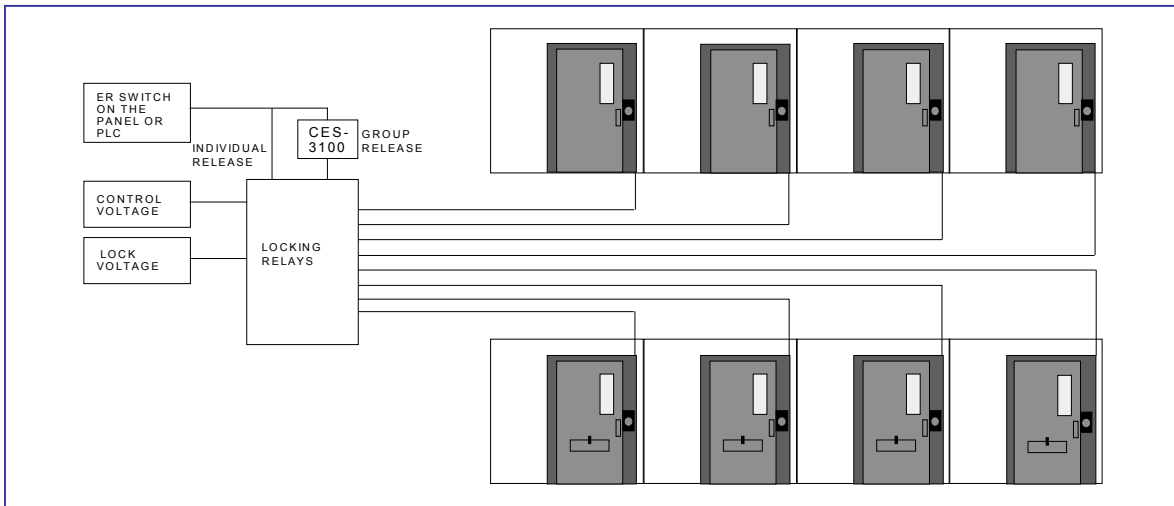 ER SWITCH
ON THE
PANEL OR
PLC
INDIVIDUAL
RELEASE
CES-
3100
GROUP
RELEASE
CONTROL
VOLTAGE
LOCK
VOLTAGE
LOCKING
RELAYS